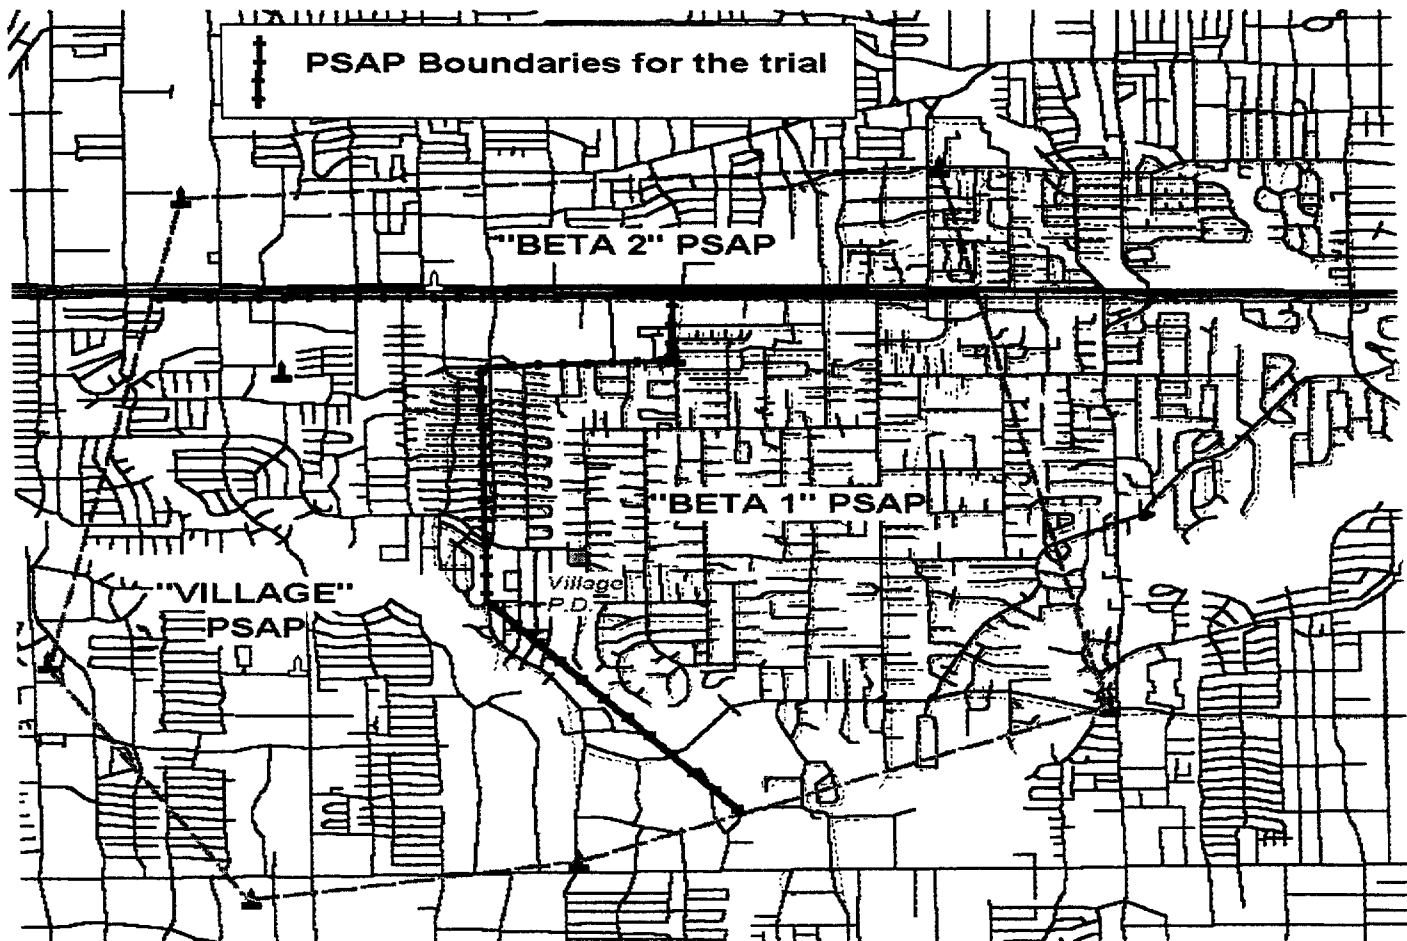 PSAP Boundaries for the trial
"BETA 2" PSAP
"BETA 1" PSAP
Village
P.D.
"VILLAGE"
PSAP